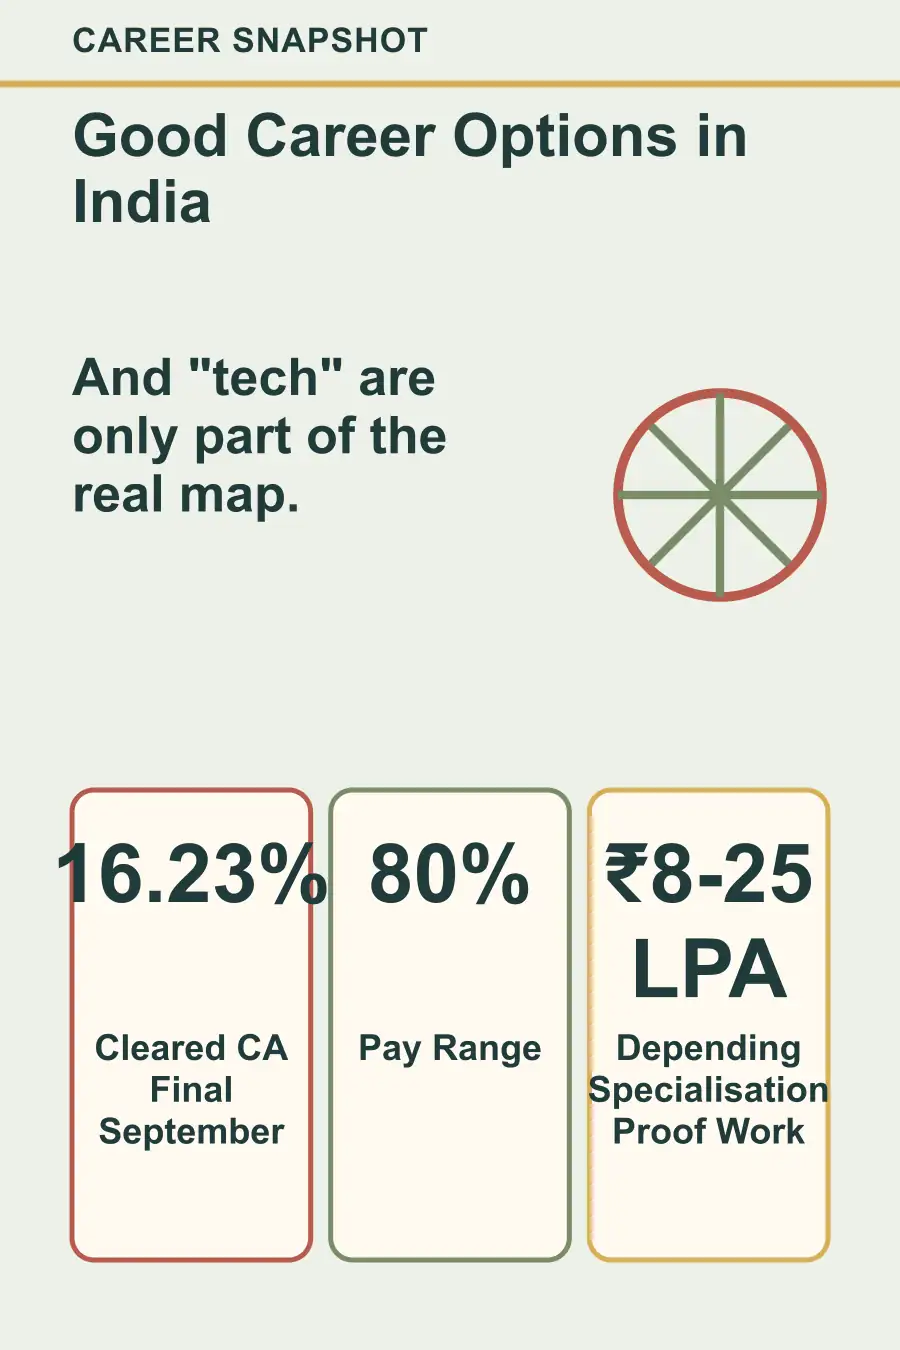 CAREER SNAPSHOT
Good Career Options in
India
And "tech" are
only part of the
real map.
16.23%
Cleared CA
Final
September
80%
Pay Range
₹8-25
LPA
Depending
Specialisation
Proof Work